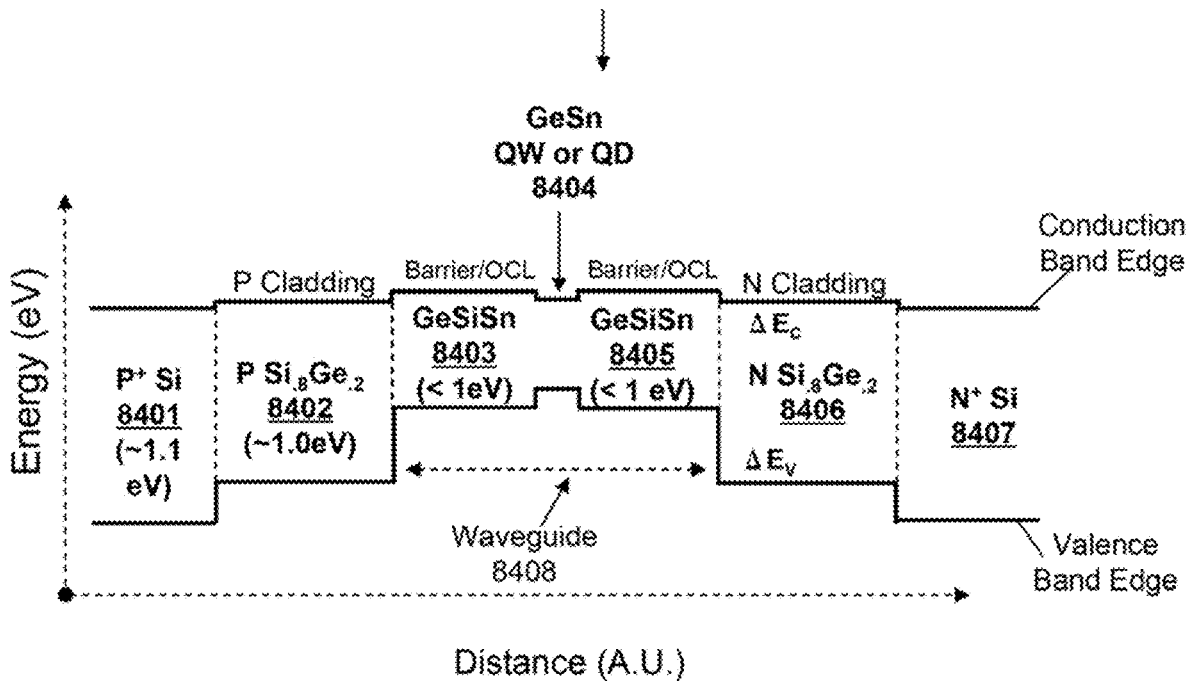 GeSn
QW or QD
8404
Conduction
Band Edge
P Cladding
Barrier/OCL
Barrier/OCL
N Cladding
Energy (eV)
P+ Si
8401
(~1.1
eV)
P Si.8Ge.2
8402
(~1.0eV)
GeSiSn
8403
(< 1eV)
GeSiSn
8405
(< 1 eV)
Δ EC
N Si.8Ge.2
8406
Δ EV
N+ Si
8407
Waveguide
8408
Valence
Band Edge
Distance (A.U.)